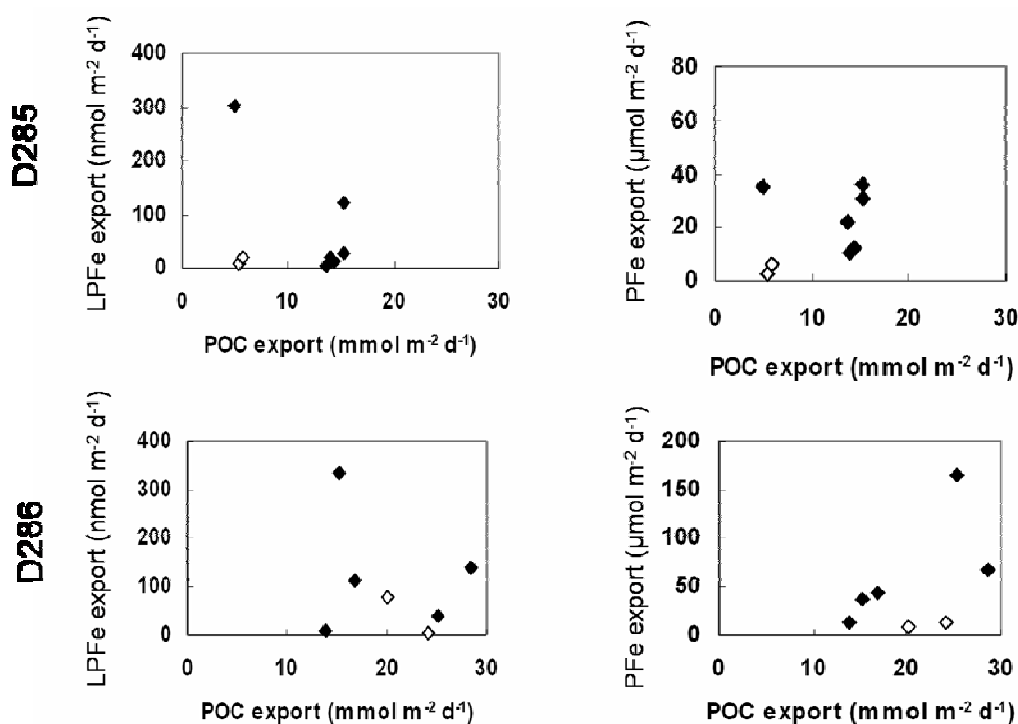 D285
LPFe export (nmol m-2 d-1)
400
300
200
100
0
0 10 20 30
POC export (mmol m-2 d-1)
PFe export (µmol m-2 d-1)
80
60
40
20
0
0 10 20 30
POC export (mmol m-2 d-1)
D286
LPFe export (nmol m-2 d-1)
400
300
200
100
0
0 10 20 30
POC export (mmol m-2 d-1)
PFe export (µmol m-2 d-1)
200
150
100
50
0
0 10 20 30
POC export (mmol m-2 d-1)